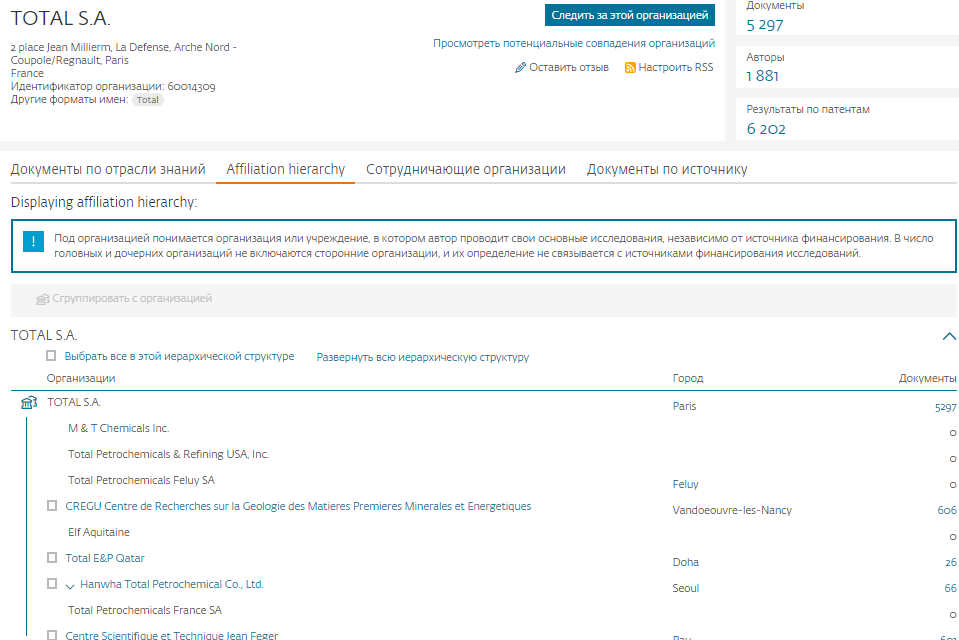 TOTAL S.A.
Следить за этой организацией
2 place Jean Millierm, La Defense, Arche Nord -
Coupole/Regnault, Paris
France
Идентификатор организации: 60014309
Другие форматы имен: Total
Просмотреть потенциальные совпадения организаций
Оставить отзыв Настроить RSS
Документы
5 297
Авторы
1 881
Результаты по патентам
6 202
Документы по отрасли знаний Affiliation hierarchy Сотрудничающие организации Документы по источнику
Displaying affiliation hierarchy:
! Под организацией понимается организация или учреждение, в котором автор проводит свои основные исследования, независимо от источника финансирования. В число
головных и дочерних организаций не включаются сторонние организации, и их определение не связывается с источниками финансирования исследований.
Сгруппировать с организацией
TOTAL S.A.
Выбрать все в этой иерархической структуре Развернуть всю иерархическую структуру
Организации Город Документы
TOTAL S.A. Paris 5297
M & T Chemicals Inc. 0
Total Petrochemicals & Refining USA, Inc. 0
Total Petrochemicals Feluy SA Feluy 0
CREGU Centre de Recherches sur la Geologie des Matieres Premieres Minerales et Energetiques Vandoeouvre-les-Nancy 606
Elf Aquitaine 0
Total E&P Qatar Doha 26
Hanwha Total Petrochemical Co., Ltd. Seoul 66
Total Petrochemicals France SA 0
Centre Scientifique et Technique Jean Feger Pau